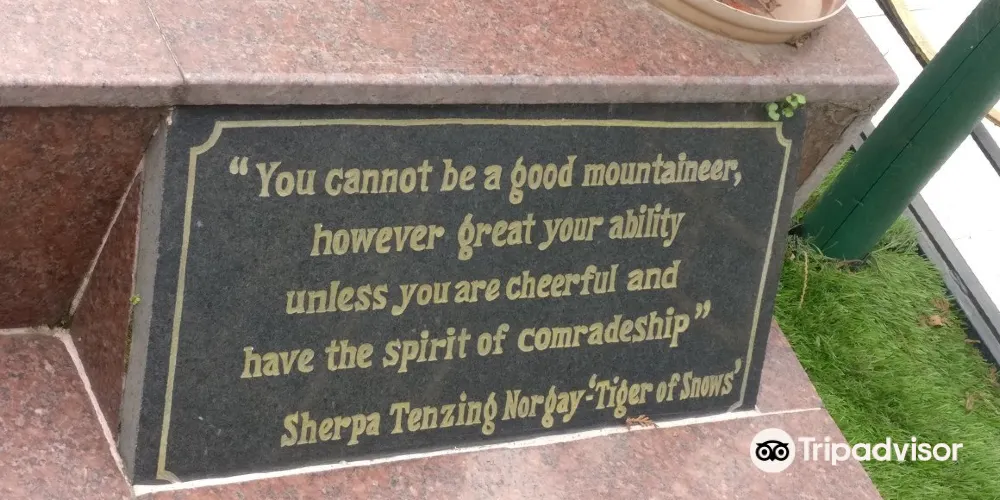 “You cannot be a good mountaineer,
however great your ability
unless you are cheerful and
have the spirit of comradeship”
Sherpa Tenzing Norgay-‘Tiger of Snows’
Tripadvisor